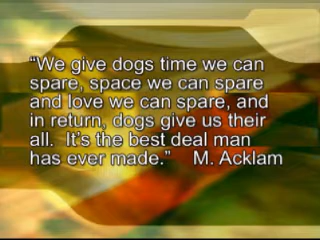 “We give dogs time we can
spare, space we can spare
and love we can spare, and
in return, dogs give us their
all.  It’s the best deal man
has ever made.”    M. Acklam